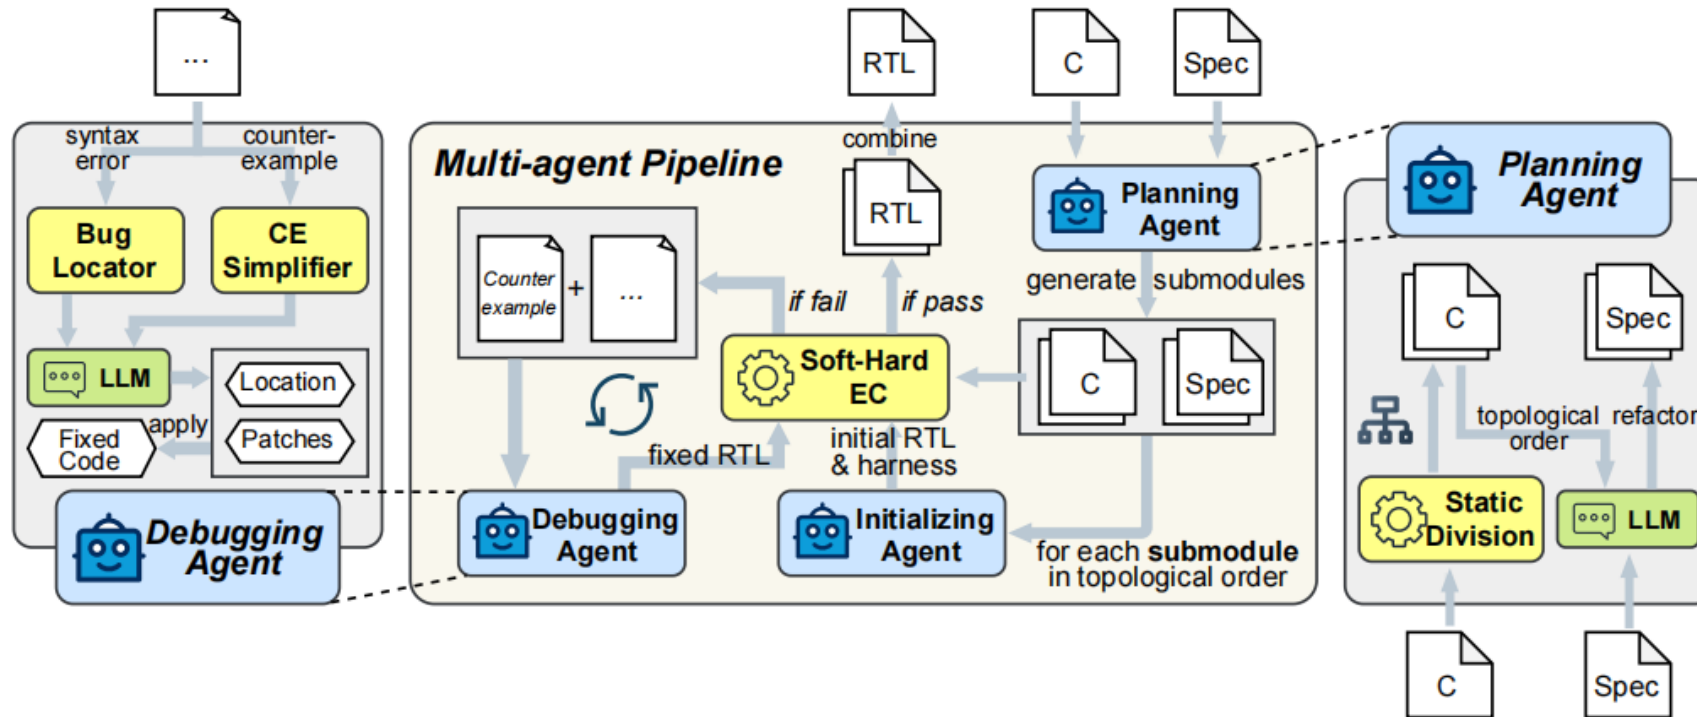 ...
syntax
error
counter-
example
Bug
Locator
CE
Simplifier
LLM
Location
Patches
apply
Fixed
Code
Debugging
Agent
Multi-agent Pipeline
RTL
combine
RTL
C
Spec
Planning
Agent
generate submodules
Counter
example
+
...
if fail
if pass
Soft-Hard
EC
C
Spec
fixed RTL
initial RTL
& harness
Debugging
Agent
Initializing
Agent
for each submodule
in topological order
Planning
Agent
C
Spec
topological
order
refactor
Static
Division
LLM
C
Spec